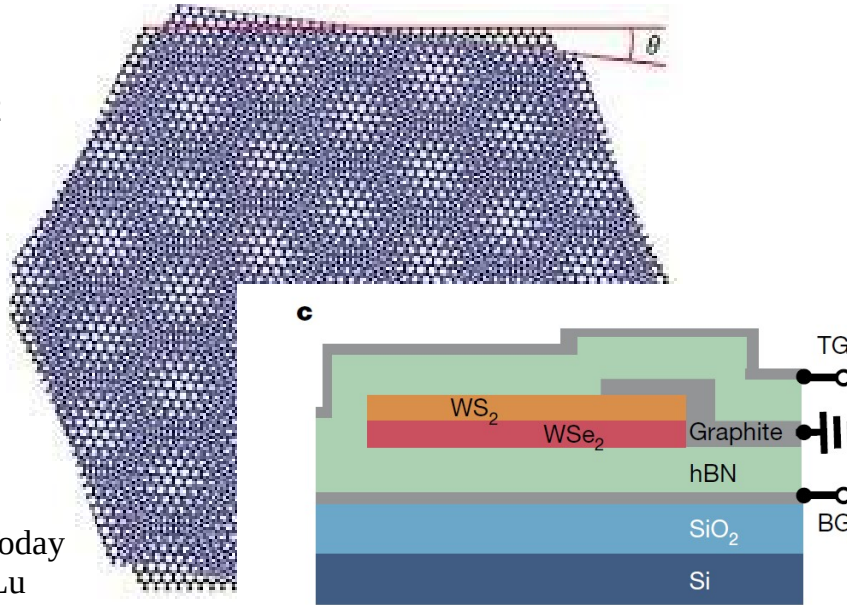 θ
c
TG
WS2
WSe2
Graphite
hBN
BG
SiO2
Si
oday
Lu